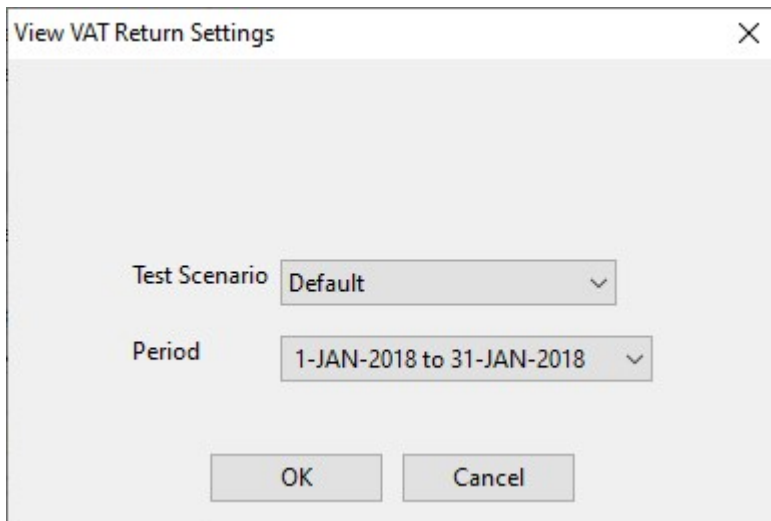 View VAT Return Settings
Test Scenario Default
Period 1-JAN-2018 to 31-JAN-2018
OK Cancel